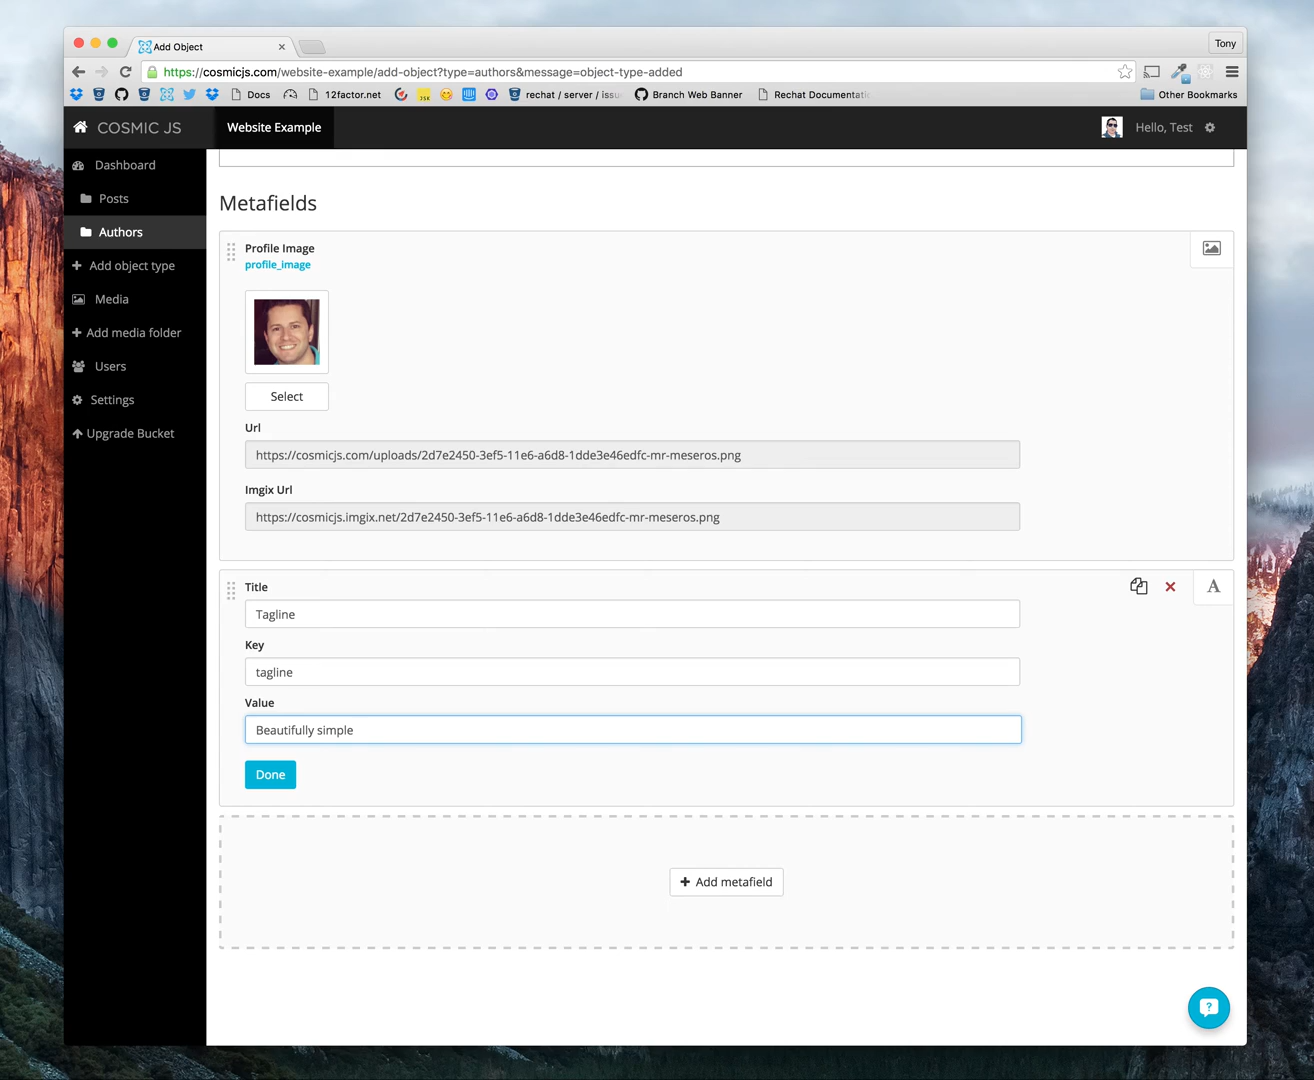 Add Object
Tony
https://cosmicjs.com/website-example/add-object?type=authors&message=object-type-added
Docs
12factor.net
JSK
rechat / server / issu
Branch Web Banner
Rechat Documentati
Other Bookmarks
COSMIC JS
Website Example
Hello, Test
Dashboard
Posts
Authors
Add object type
Media
Add media folder
Users
Settings
Upgrade Bucket
Metafields
Profile Image
profile_image
Select
Url
https://cosmicjs.com/uploads/2d7e2450-3ef5-11e6-a6d8-1dde3e46edfc-mr-meseros.png
Imgix Url
https://cosmicjs.imgix.net/2d7e2450-3ef5-11e6-a6d8-1dde3e46edfc-mr-meseros.png
Title
A
Tagline
Key
tagline
Value
Beautifully simple
Done
Add metafield